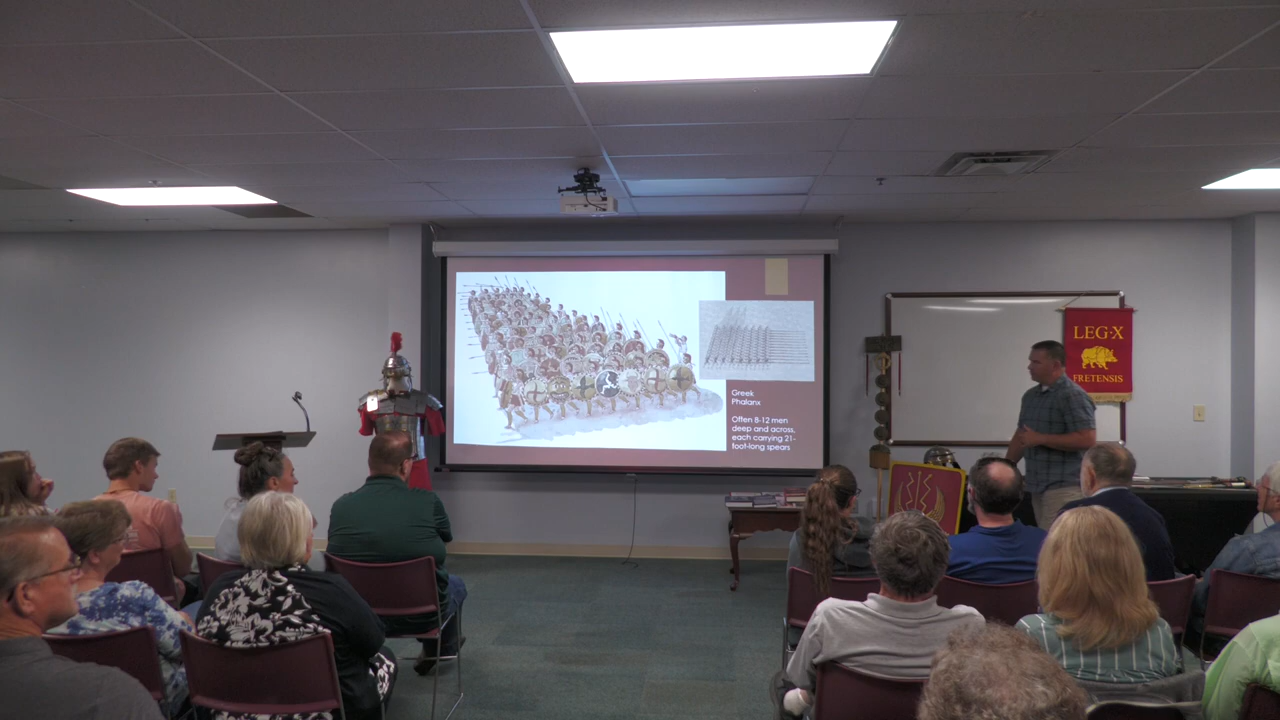 LEG·X
FRETENSIS
Greek
Phalanx
Often 8-12 men
deep and across,
each carrying 21-
foot-long spears